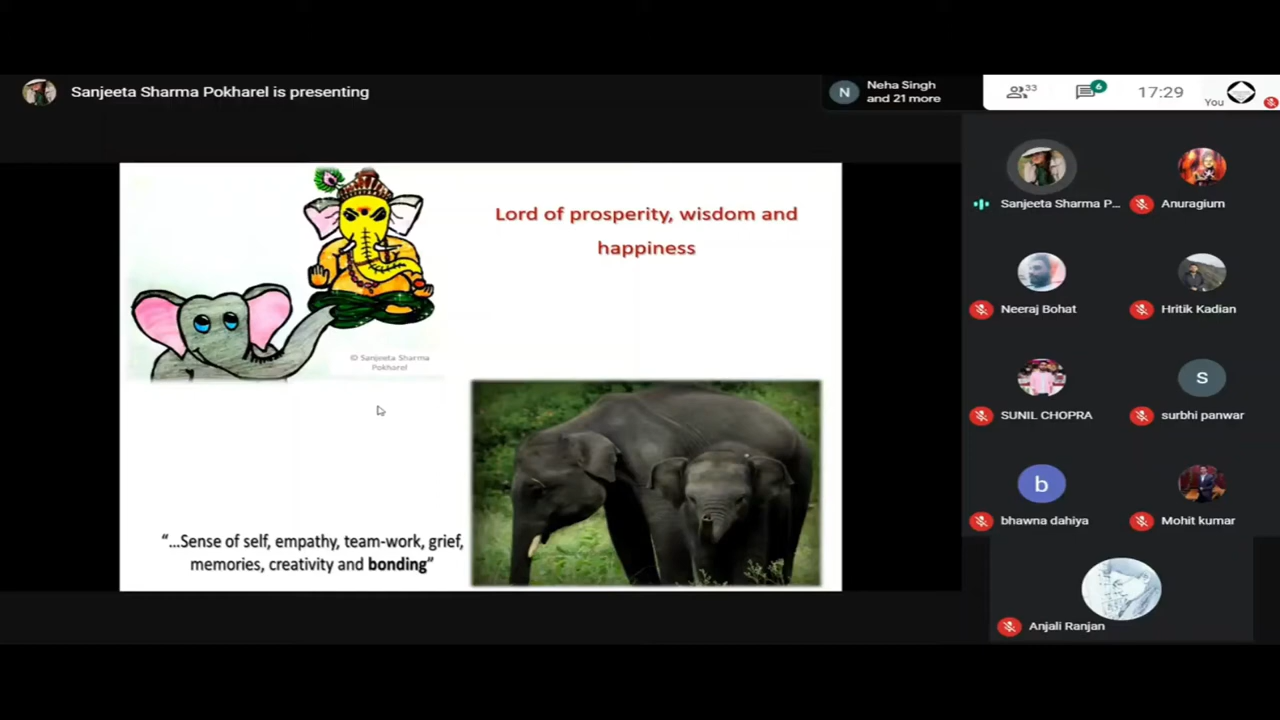 Sanjeeta Sharma Pokharel is presenting
Neha Singh
and 21 more
N
33
6
17:29
You
Lord of prosperity, wisdom and
happiness
© Sanjeeta Sharma
Pokharel
“...Sense of self, empathy, team-work, grief,
memories, creativity and bonding”
Sanjeeta Sharma P...
Anuragium
Neeraj Bohat
Hritik Kadian
S
SUNIL CHOPRA
surbhi panwar
b
bhawna dahiya
Mohit kumar
Anjali Ranjan